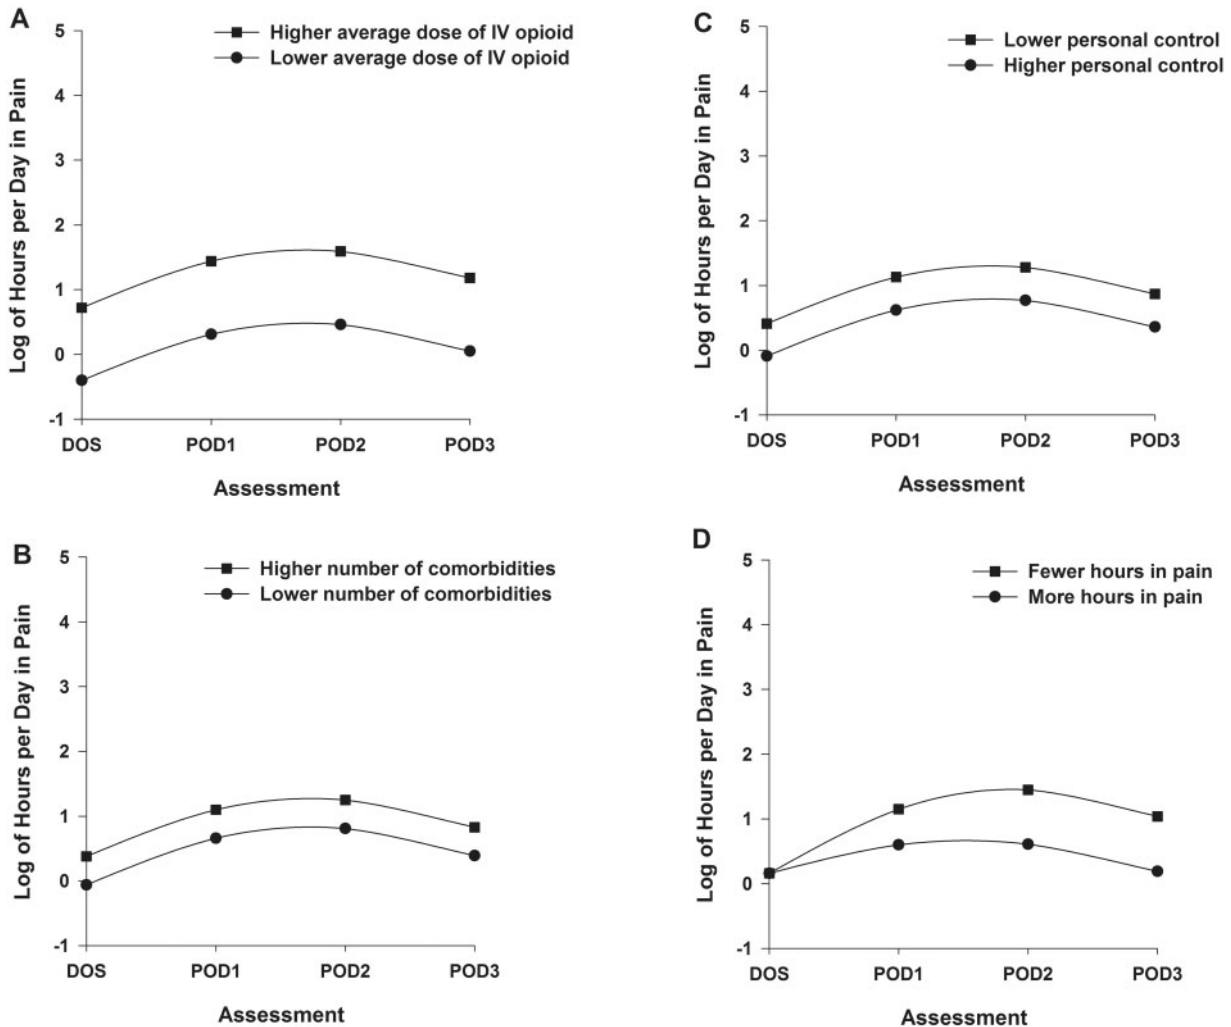 A
Higher average dose of IV opioid
Lower average dose of IV opioid
Log of Hours per Day in Pain
5
4
3
2
1
0
-1
DOS POD1 POD2 POD3
Assessment
C
Lower personal control
Higher personal control
Log of Hours per Day in Pain
5
4
3
2
1
0
-1
DOS POD1 POD2 POD3
Assessment
B
Higher number of comorbidities
Lower number of comorbidities
Log of Hours per Day in Pain
5
4
3
2
1
0
-1
DOS POD1 POD2 POD3
Assessment
D
Fewer hours in pain
More hours in pain
Log of Hours per Day in Pain
5
4
3
2
1
0
-1
DOS POD1 POD2 POD3
Assessment